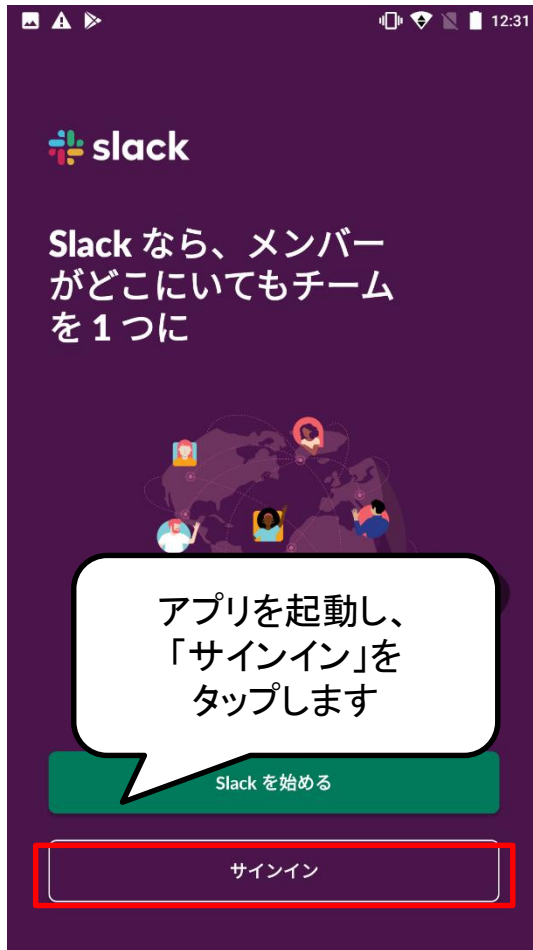 12:31
slack
Slack なら、メンバー
がどこにいてもチーム
を 1 つに
アプリを起動し、
「サインイン」を
タップします
Slack を始める
サインイン